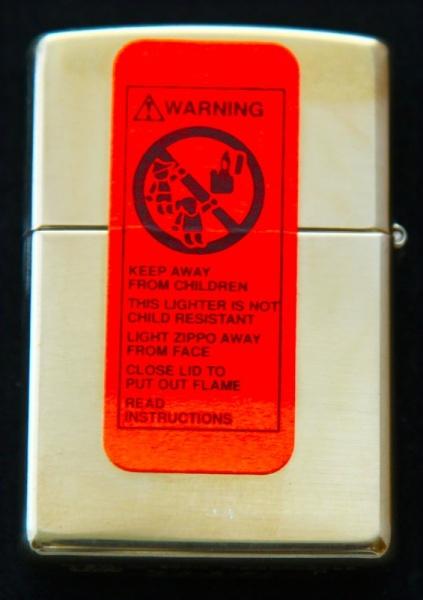 WARNING
KEEP AWAY
FROM CHILDREN
THIS LIGHTER IS NOT
CHILD RESISTANT
LIGHT ZIPPO AWAY
FROM FACE
CLOSE LID TO
PUT OUT FLAME
READ
INSTRUCTIONS